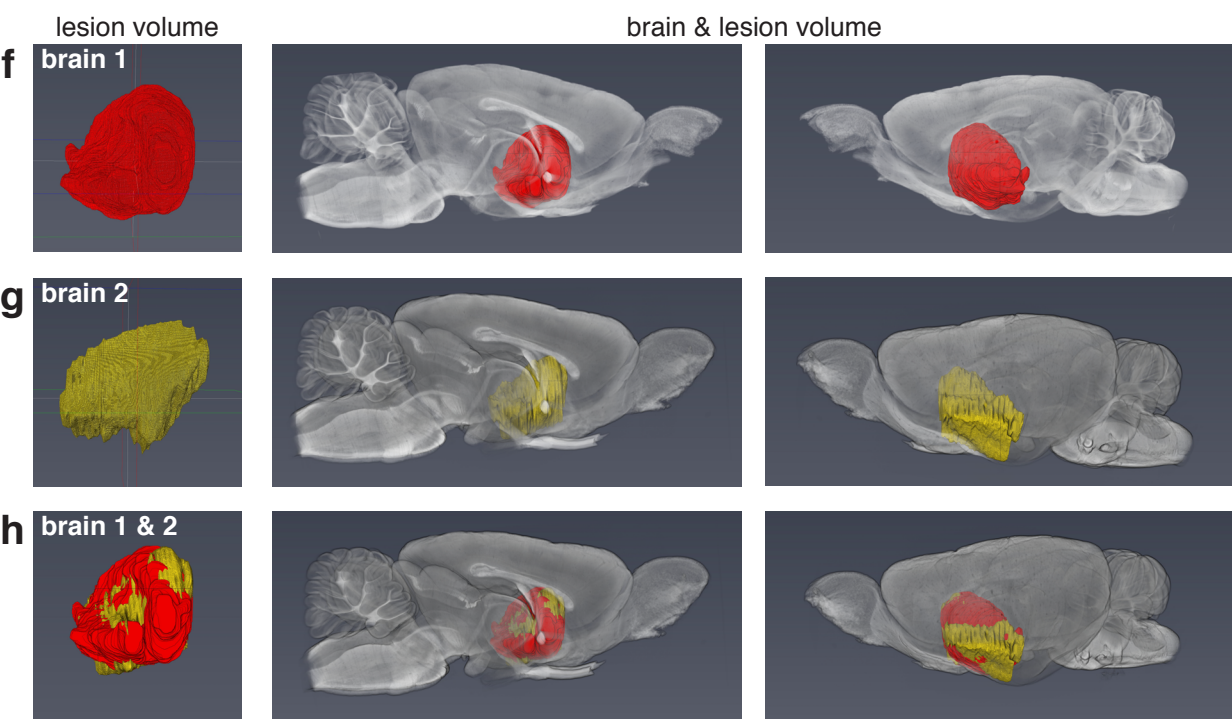 lesion volume
brain & lesion volume
f
brain 1
g
brain 2
h
brain 1 & 2